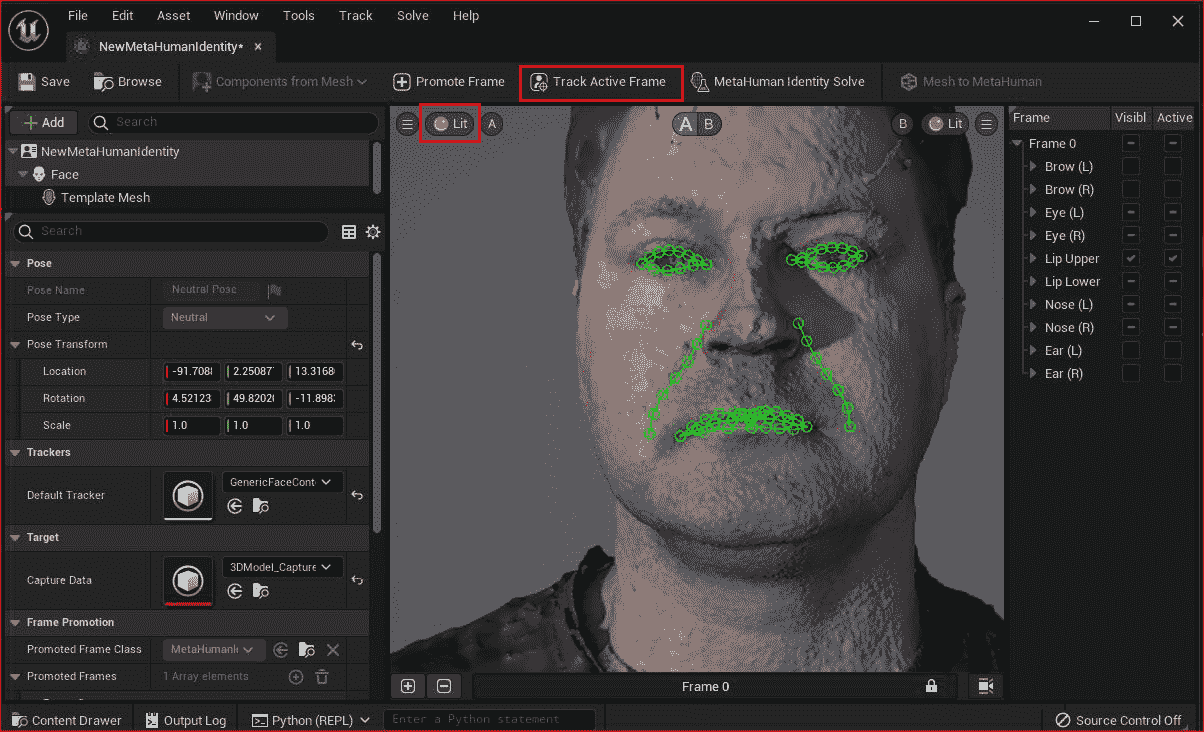 File Edit Asset Window Tools Track Solve Help
NewMetaHumanIdentity*
Save Browse Components from Mesh Promote Frame Track Active Frame MetaHuman Identity Solve Mesh to MetaHuman
Add Search
NewMetaHumanIdentity
Face
Template Mesh
Search
Pose
Pose Name Neutral Pose
Pose Type Neutral
Pose Transform
Location -91.708 2.25087 13.3168
Rotation 4.52123 49.8202 -11.898
Scale 1.0 1.0 1.0
Trackers
Default Tracker GenericFaceCont
Target
Capture Data 3DModel_Capture
Frame Promotion
Promoted Frame Class MetaHumanI
Promoted Frames 1 Array elements
Lit A
A B
B Lit
Frame 0
Frame Visibl Active
Frame 0
Brow (L)
Brow (R)
Eye (L)
Eye (R)
Lip Upper
Lip Lower
Nose (L)
Nose (R)
Ear (L)
Ear (R)
Content Drawer Output Log Python (REPL) Enter a Python statement Source Control Off